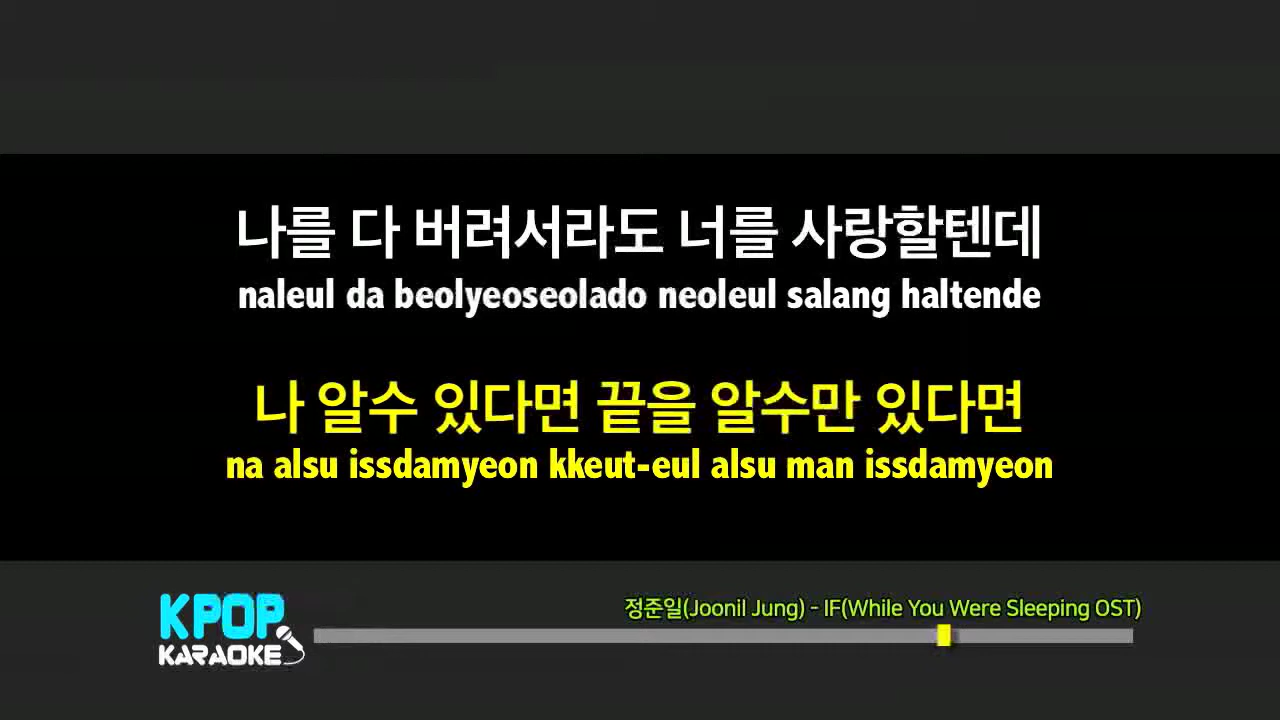 나를 다 버려서라도 너를 사랑할텐데
naleul da beolyeoseolado neoleul salang haltende
나 알수 있다면 끝을 알수만 있다면
na alsu issdamyeon kkeut-eul alsu man issdamyeon
정준일(Joonil Jung) - IF(While You Were Sleeping OST)
KPOP
KARAOKE